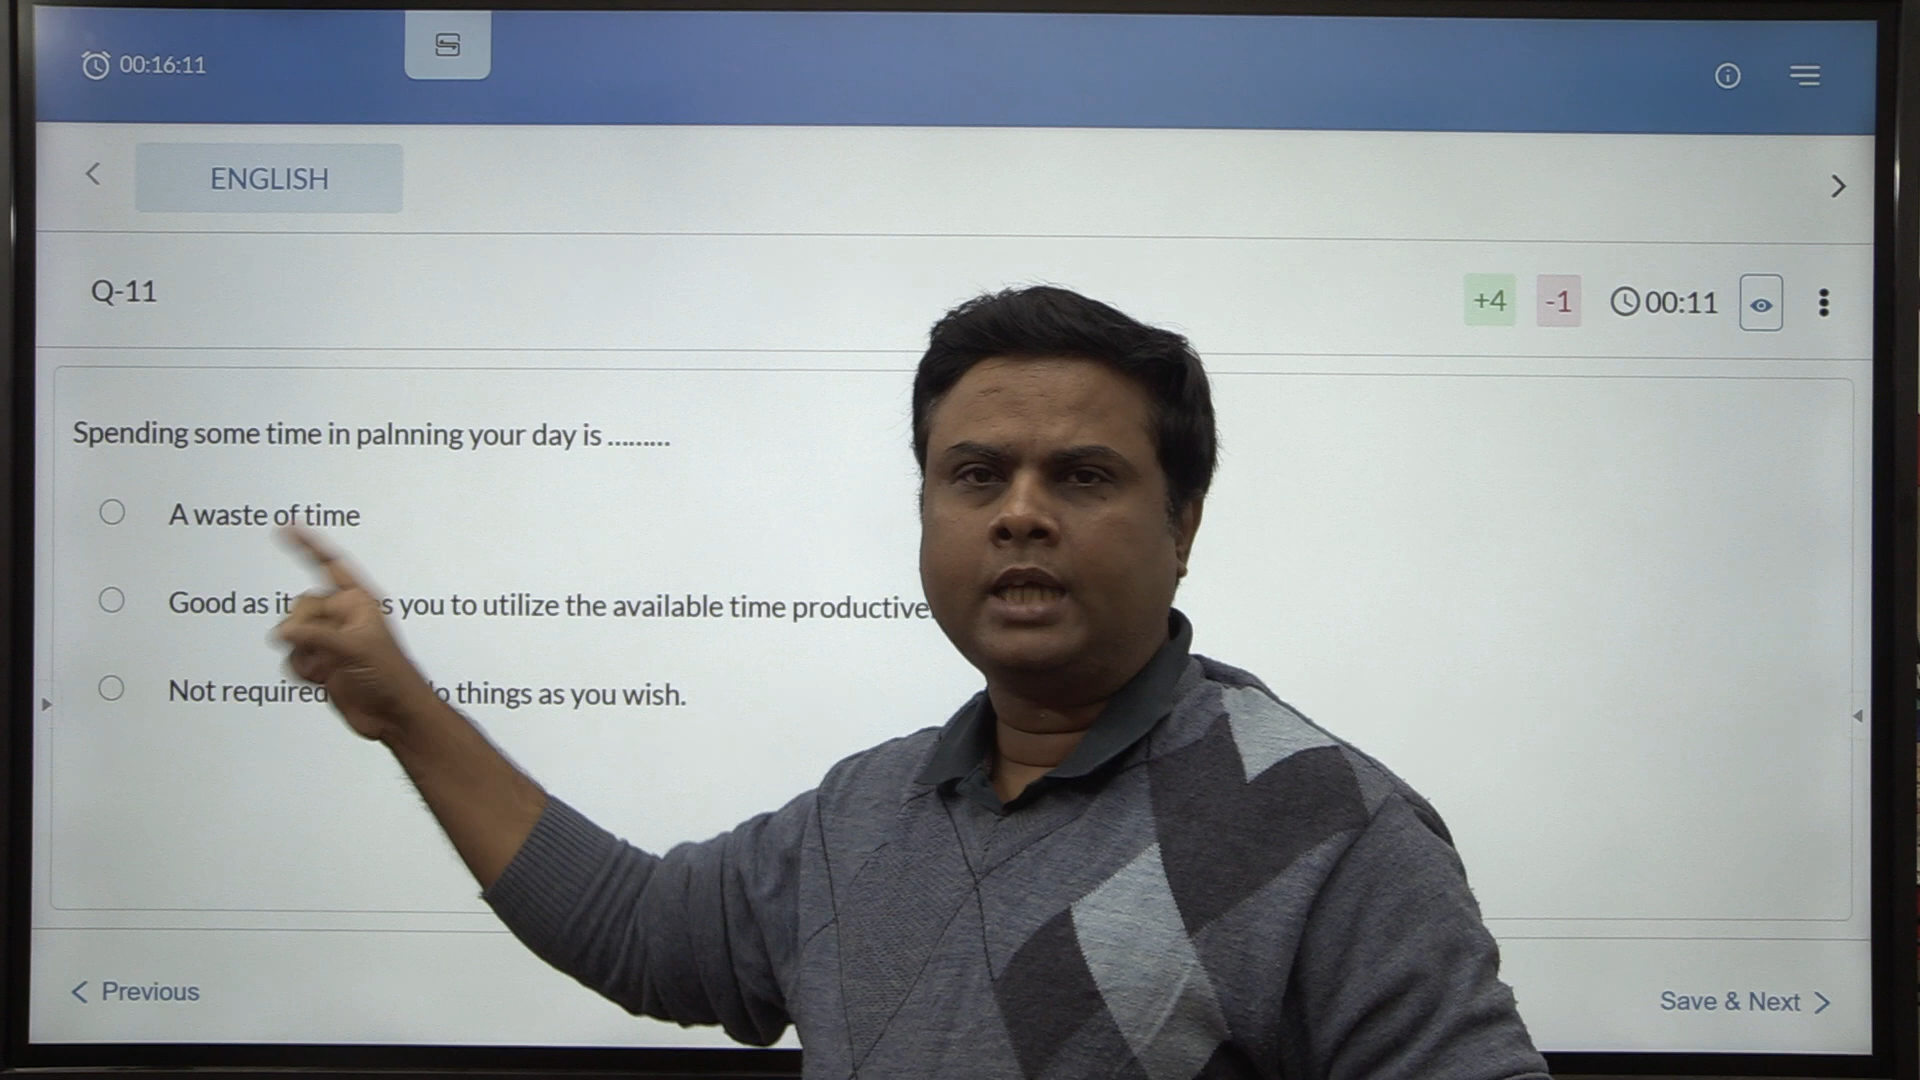 00:16:11
ENGLISH
Q-11
+4 -1 00:11
Spending some time in palnning your day is .........
A waste of time
Good as it you to utilize the available time
Not required things as you wish.
Previous
Save & Next